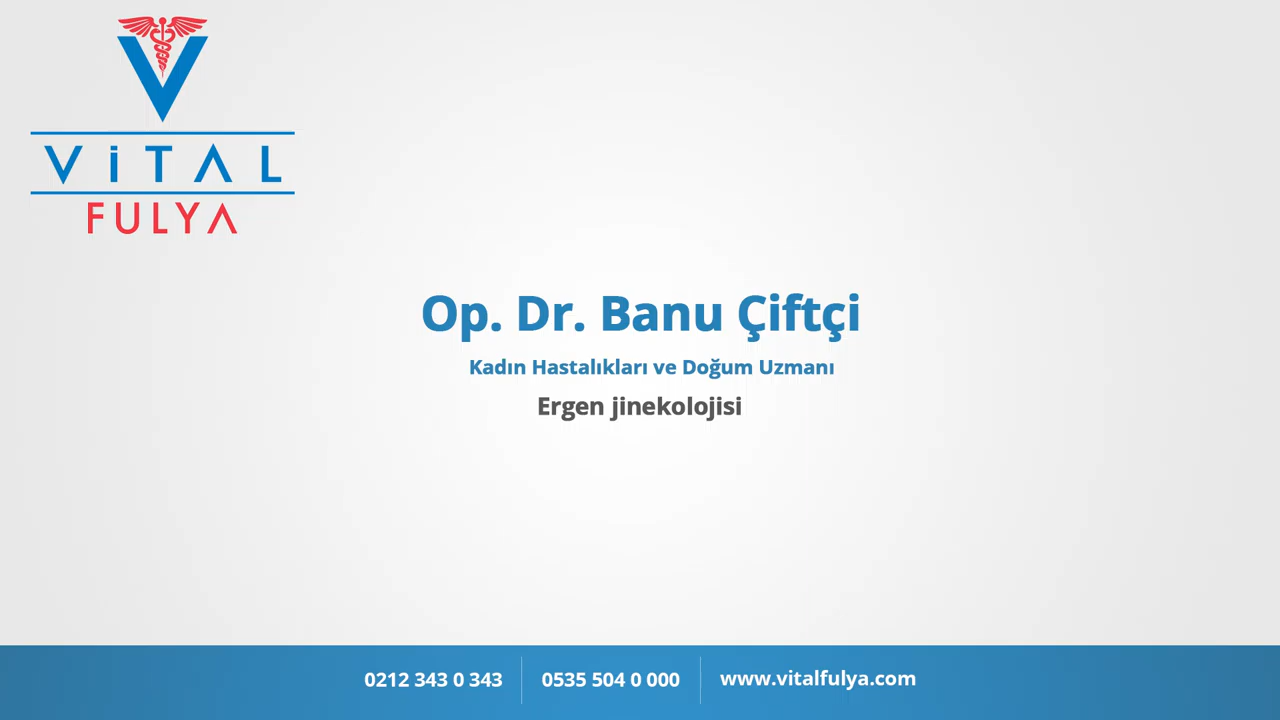 VİTAL
FULYA
Op. Dr. Banu Çiftçi
Kadın Hastalıkları ve Doğum Uzmanı
Ergen jinekolojisi
0212 343 0 343
0535 504 0 000
www.vitalfulya.com